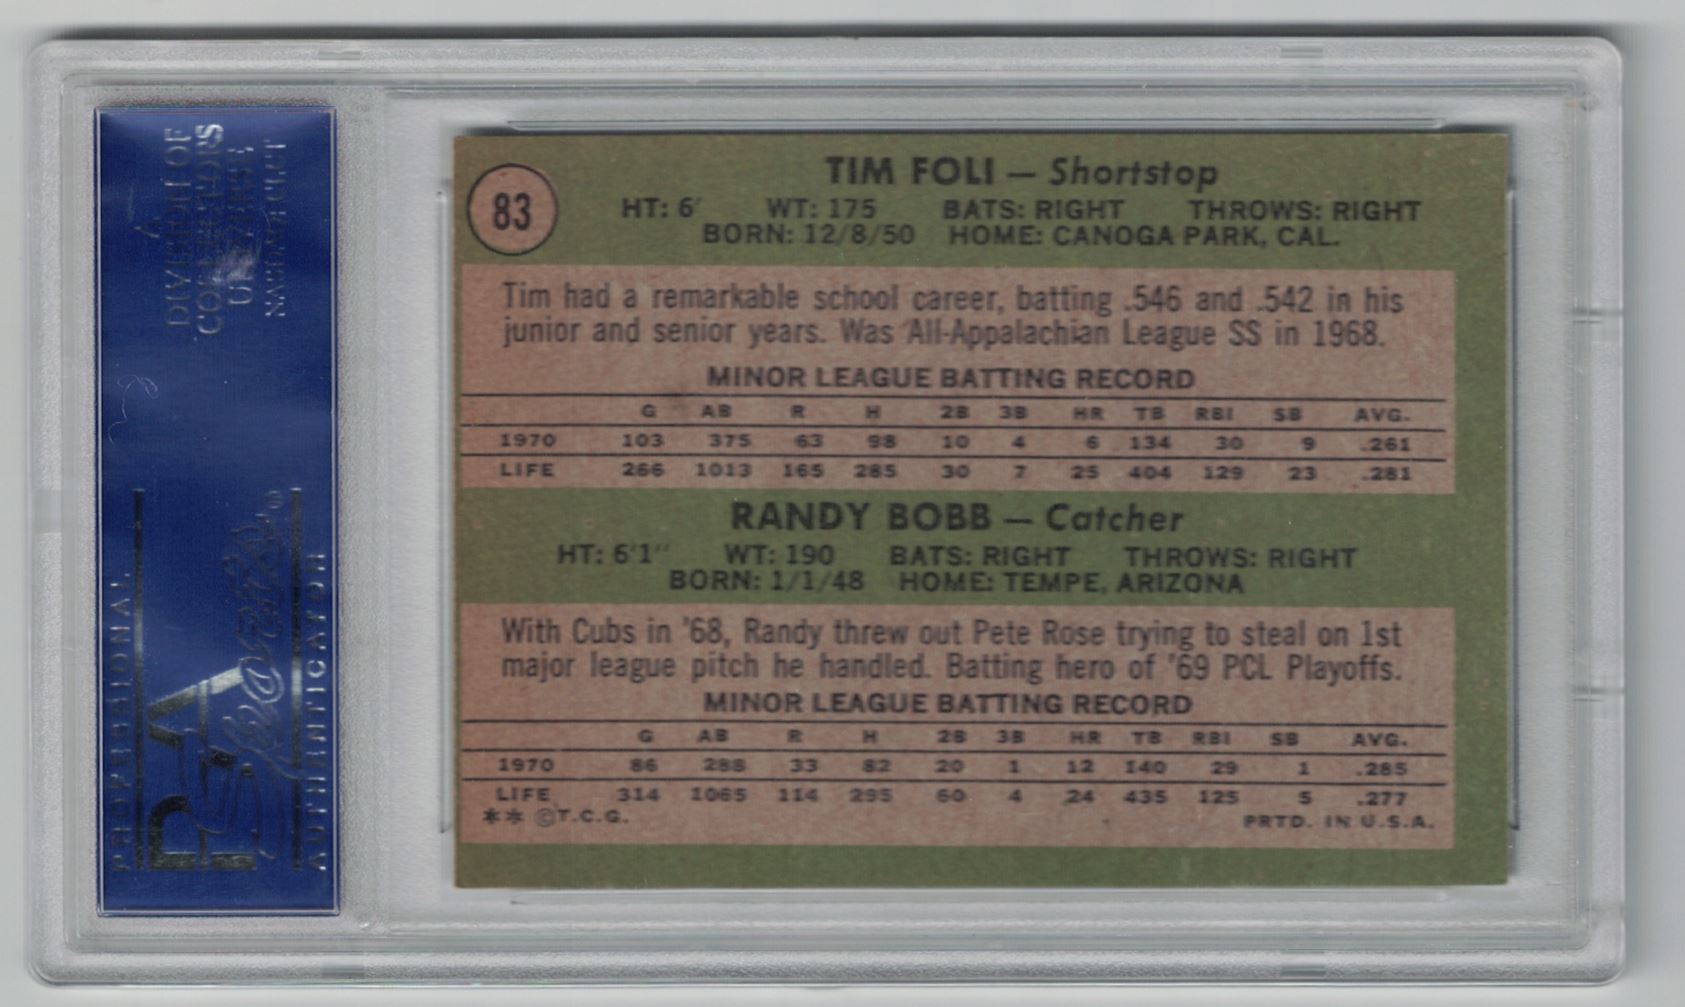 83
TIM FOLI — Shortstop
HT: 6' WT: 175 BATS: RIGHT THROWS: RIGHT
BORN: 12/8/50 HOME: CANOGA PARK, CAL.
Tim had a remarkable school career, batting .546 and .542 in his
junior and senior years. Was All-Appalachian League SS in 1968.
MINOR LEAGUE BATTING RECORD
G AB R H 2B 3B HR TB RBI SB AVG.
1970 103 375 63 98 10 4 6 134 30 9 .261
LIFE 266 1013 165 285 30 7 25 404 129 23 .281
RANDY BOBB — Catcher
HT: 6'1" WT: 190 BATS: RIGHT THROWS: RIGHT
BORN: 1/1/48 HOME: TEMPE, ARIZONA
With Cubs in '68, Randy threw out Pete Rose trying to steal on 1st
major league pitch he handled. Batting hero of '69 PCL Playoffs.
MINOR LEAGUE BATTING RECORD
G AB R H 2B 3B HR TB RBI SB AVG.
1970 86 288 33 82 20 1 12 140 29 1 .285
LIFE 314 1065 114 295 60 4 24 435 125 5 .277
** ©T.C.G. PRTD. IN U.S.A.
A
DIVISION OF
COLLECTORS
UNIVERSE
NASDAQ: CLCT
PROFESSIONAL
PSA
Sports
AUTHENTICATOR